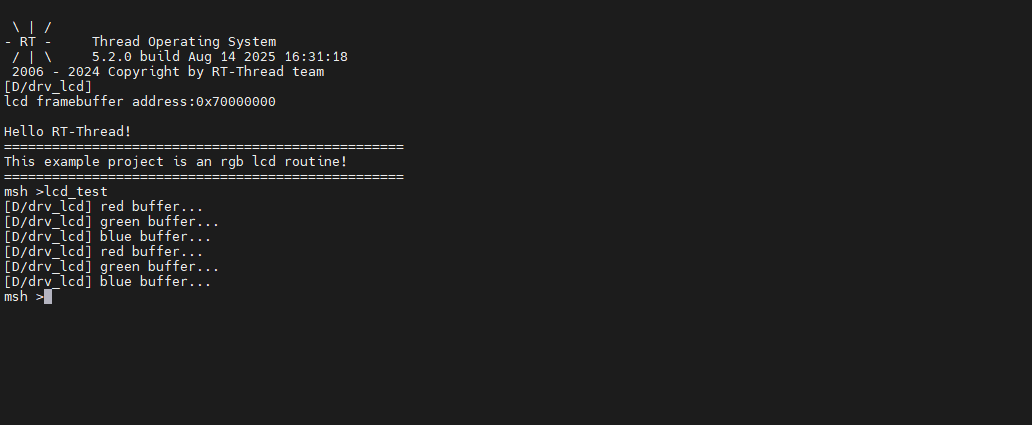 \ | /
- RT -     Thread Operating System
 / | \     5.2.0 build Aug 14 2025 16:31:18
 2006 - 2024 Copyright by RT-Thread team
[D/drv_lcd]
lcd framebuffer address:0x70000000

Hello RT-Thread!
==================================================
This example project is an rgb lcd routine!
==================================================
msh >lcd_test
[D/drv_lcd] red buffer...
[D/drv_lcd] green buffer...
[D/drv_lcd] blue buffer...
[D/drv_lcd] red buffer...
[D/drv_lcd] green buffer...
[D/drv_lcd] blue buffer...
msh >